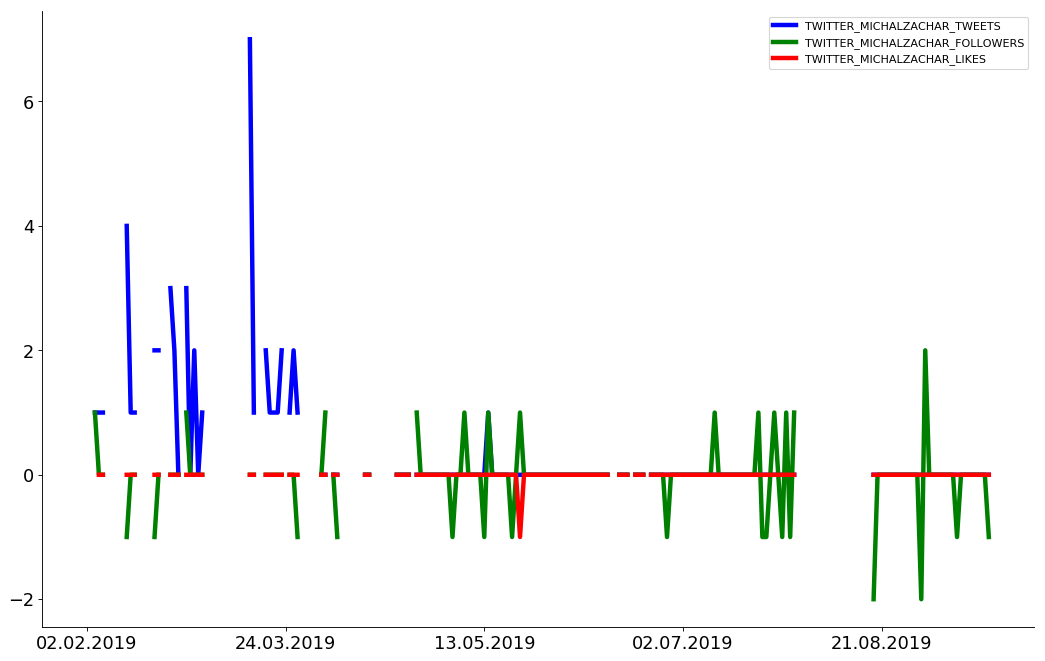 TWITTER_MICHALZACHAR_TWEETS
TWITTER_MICHALZACHAR_FOLLOWERS
TWITTER_MICHALZACHAR_LIKES
6
4
2
0
−2
02.02.2019 24.03.2019 13.05.2019 02.07.2019 21.08.2019